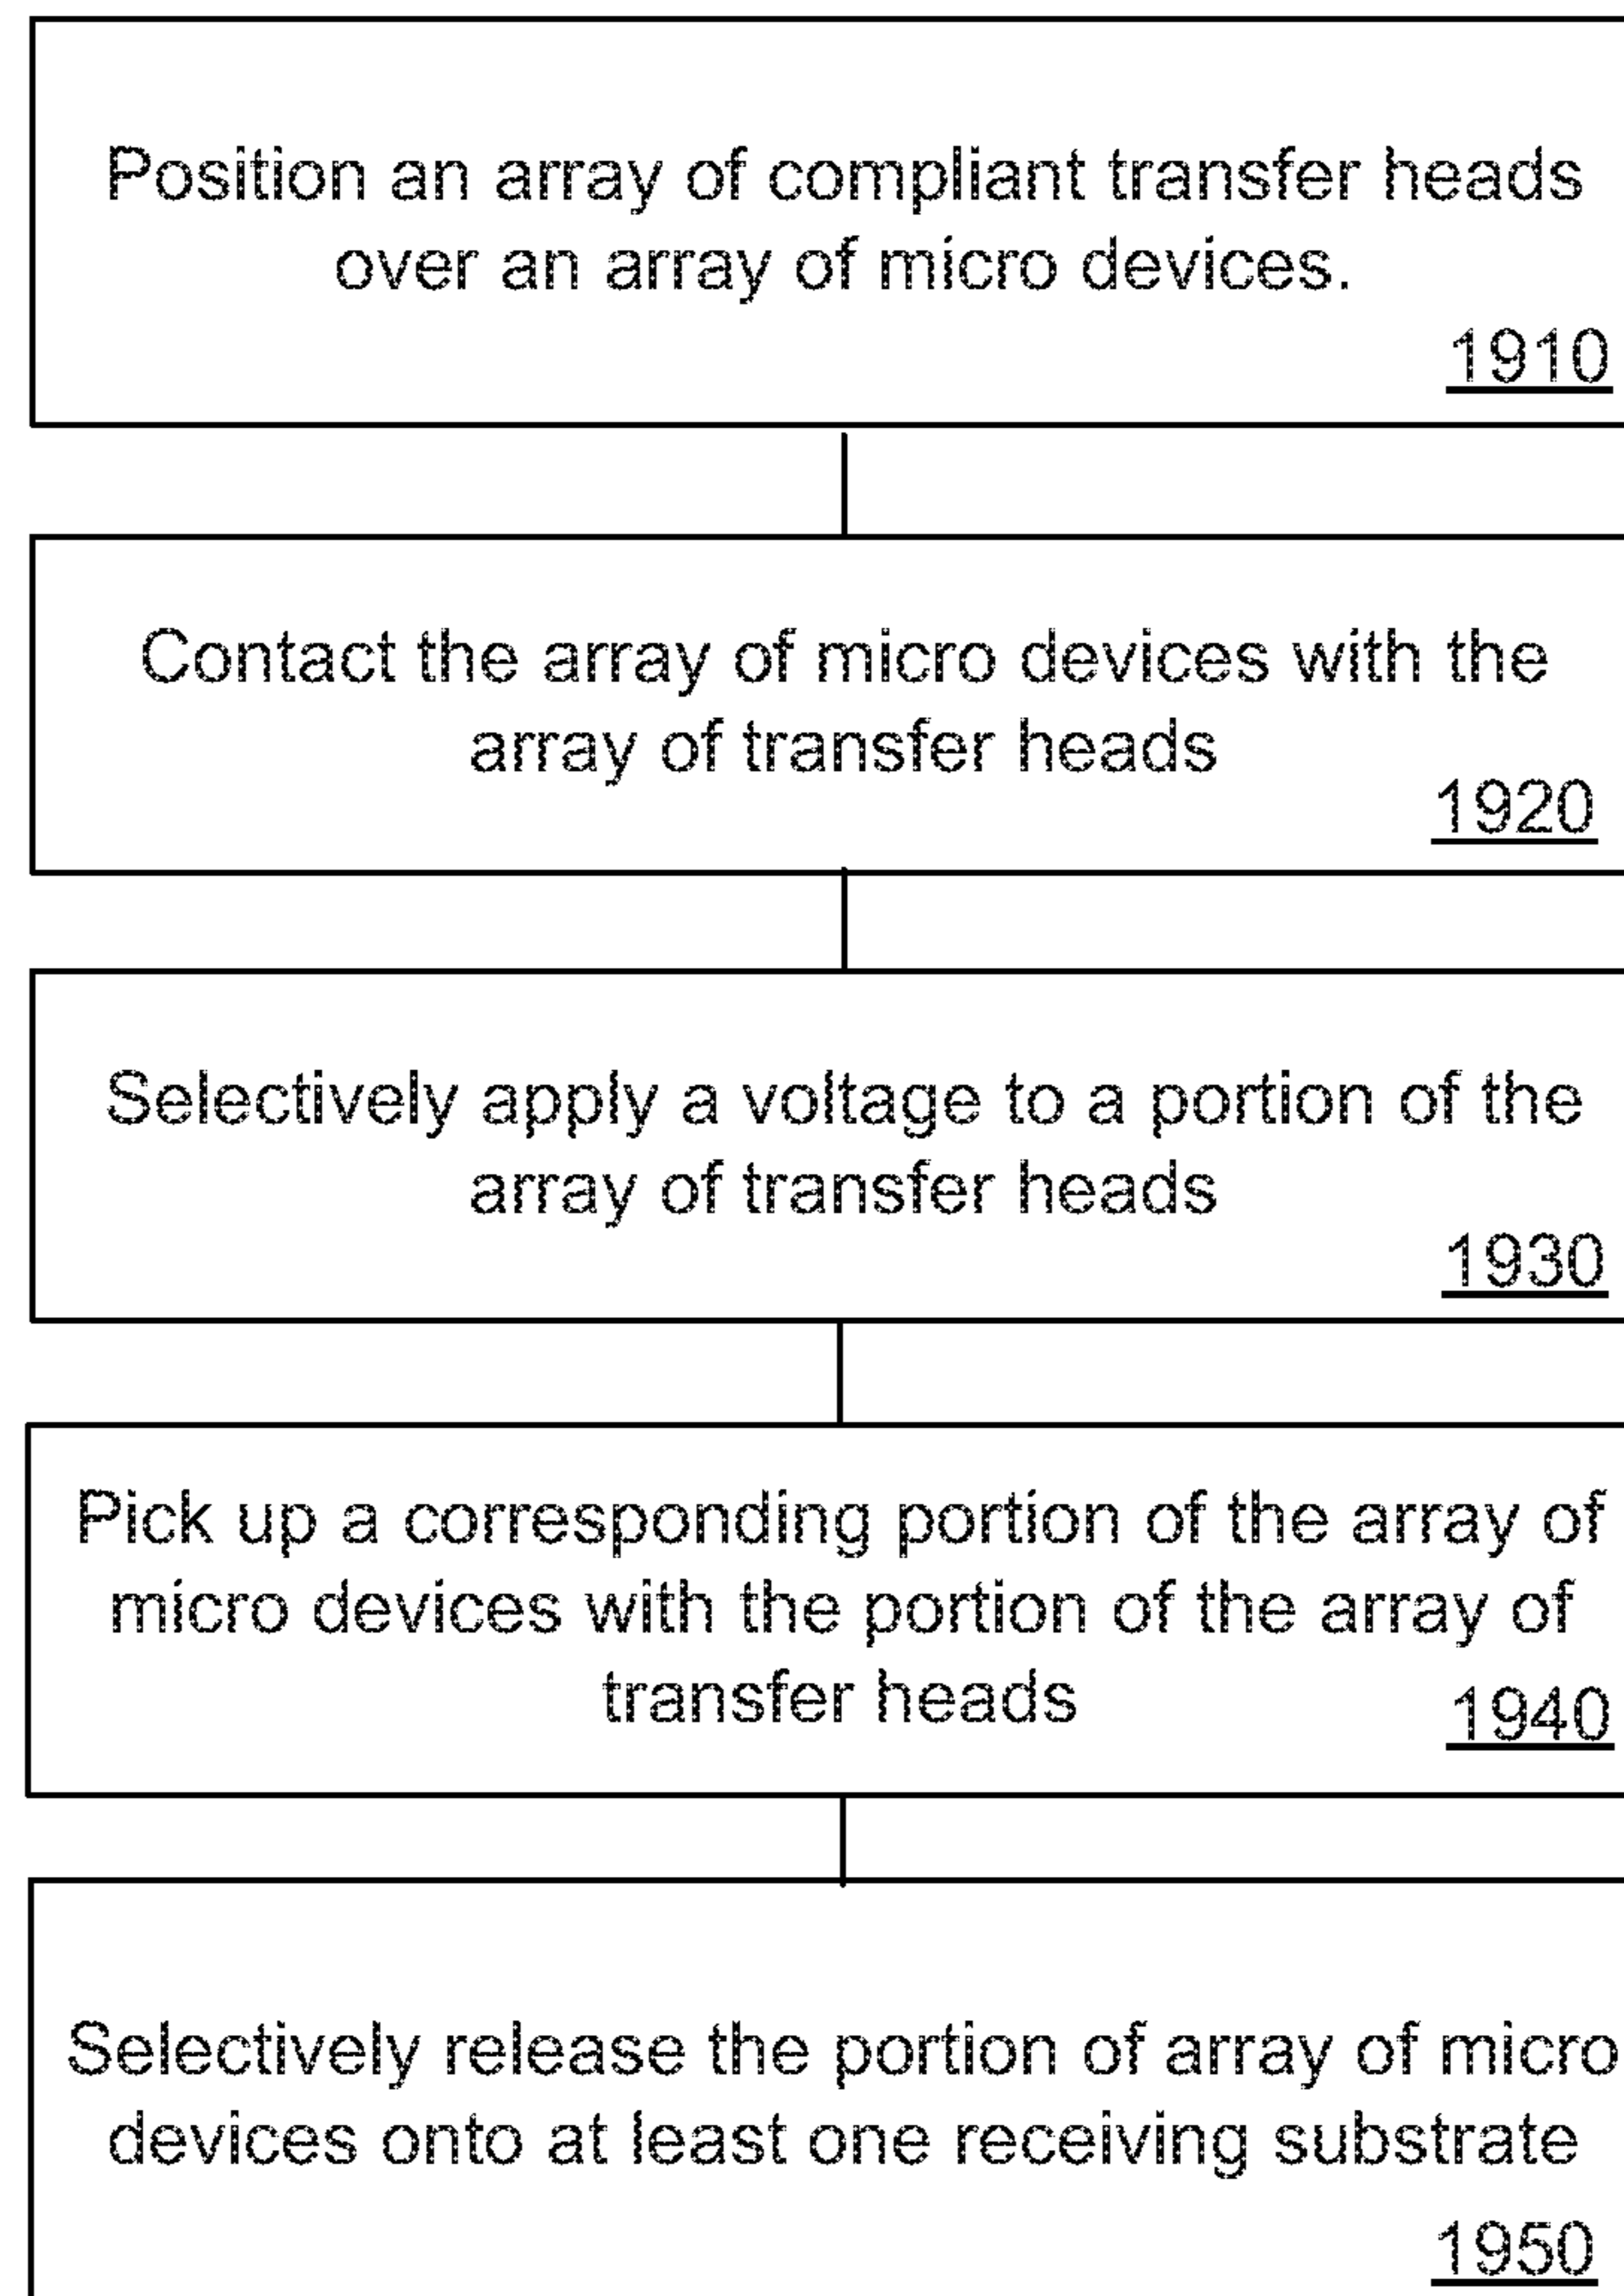 Position an array of compliant transfer heads
over an array of micro devices.
1910
Contact the array of micro devices with the
array of transfer heads
1920
Selectively apply a voltage to a portion of the
array of transfer heads
1930
Pick up a corresponding portion of the array of
micro devices with the portion of the array of
transfer heads
1940
Selectively release the portion of array of micro
devices onto at least one receiving substrate
1950